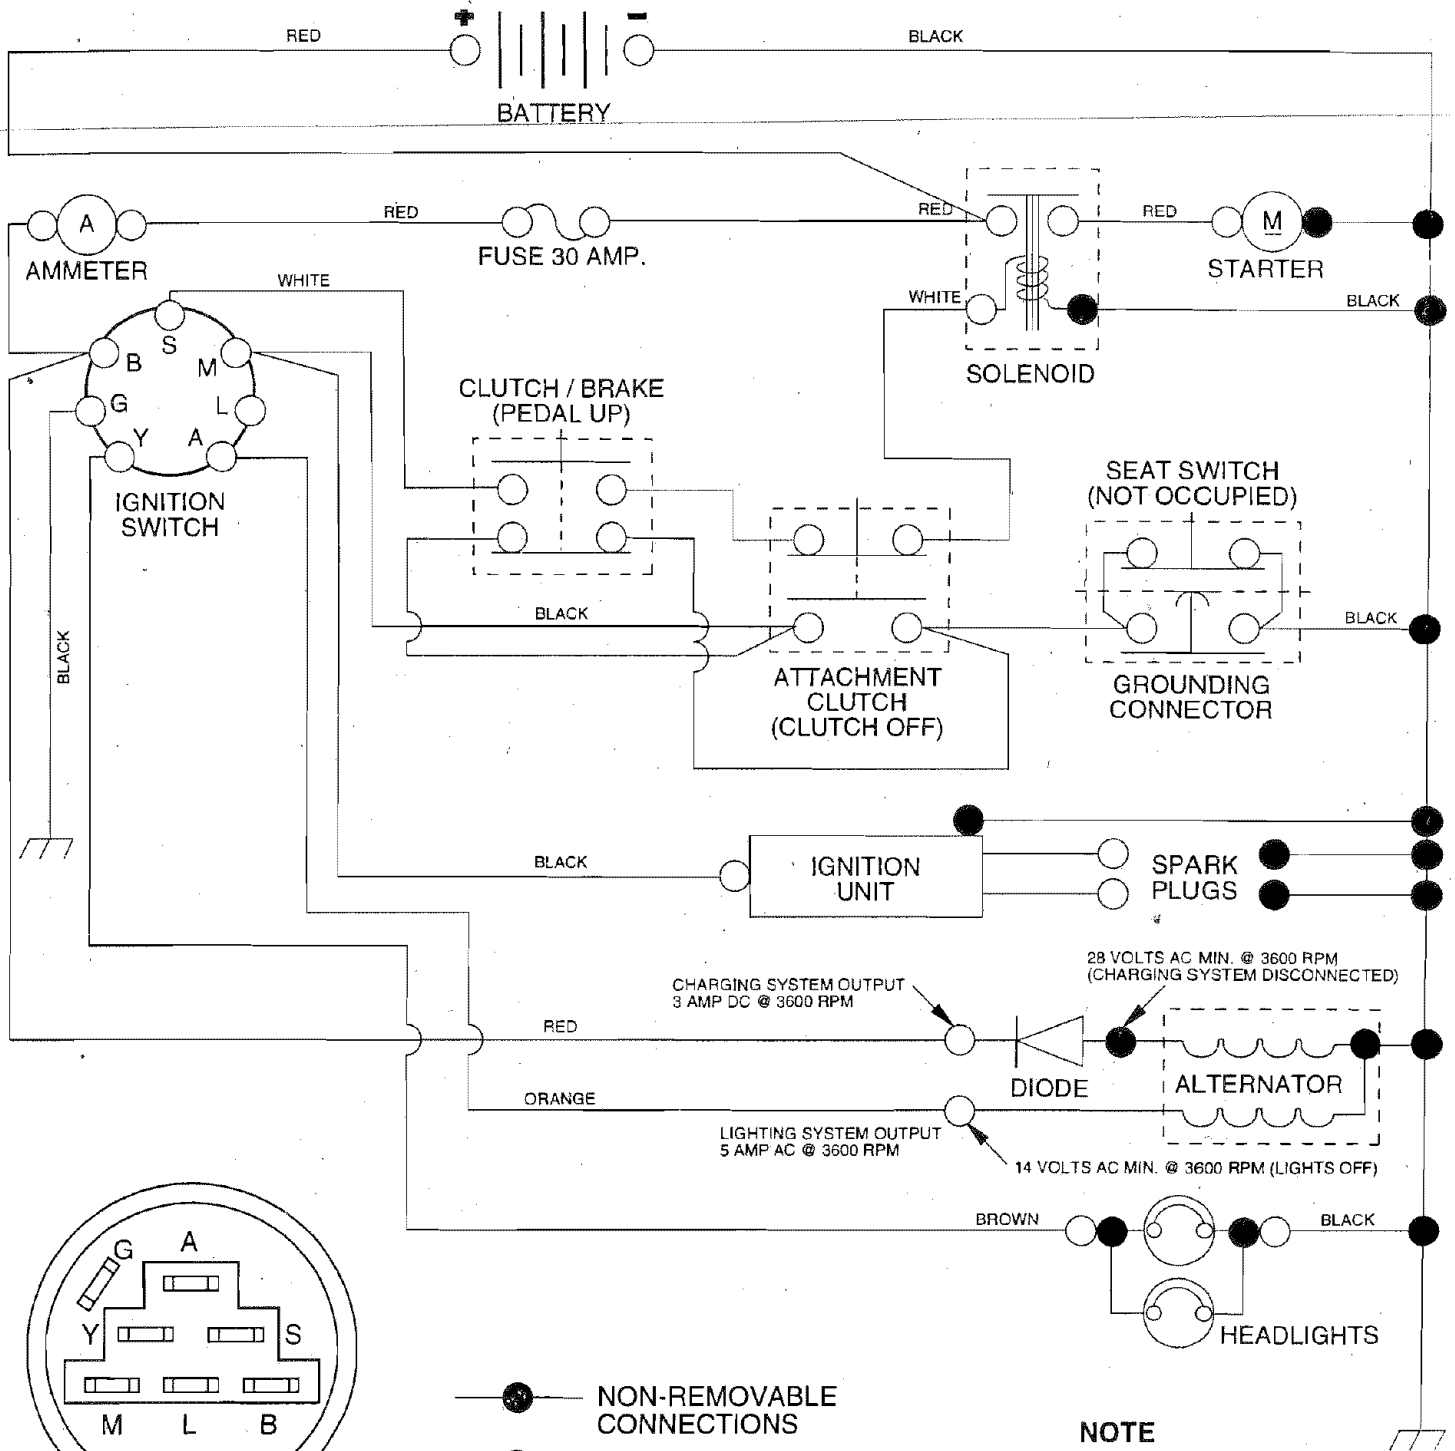 +
-
RED
BLACK
BATTERY
A
RED
RED
RED
M
AMMETER
FUSE 30 AMP.
STARTER
WHITE
WHITE
BLACK
S
B
M
SOLENOID
G
L
CLUTCH / BRAKE
(PEDAL UP)
Y
A
SEAT SWITCH
(NOT OCCUPIED)
IGNITION
SWITCH
BLACK
BLACK
BLACK
ATTACHMENT
CLUTCH
(CLUTCH OFF)
GROUNDING
CONNECTOR
BLACK
IGNITION
UNIT
SPARK
PLUGS
28 VOLTS AC MIN. @ 3600 RPM
(CHARGING SYSTEM DISCONNECTED)
CHARGING SYSTEM OUTPUT
3 AMP DC @ 3600 RPM
RED
DIODE
ALTERNATOR
ORANGE
LIGHTING SYSTEM OUTPUT
5 AMP AC @ 3600 RPM
14 VOLTS AC MIN. @ 3600 RPM (LIGHTS OFF)
BROWN
BLACK
HEADLIGHTS
G
A
Y
S
M
L
B
NON-REMOVABLE
CONNECTIONS
NOTE